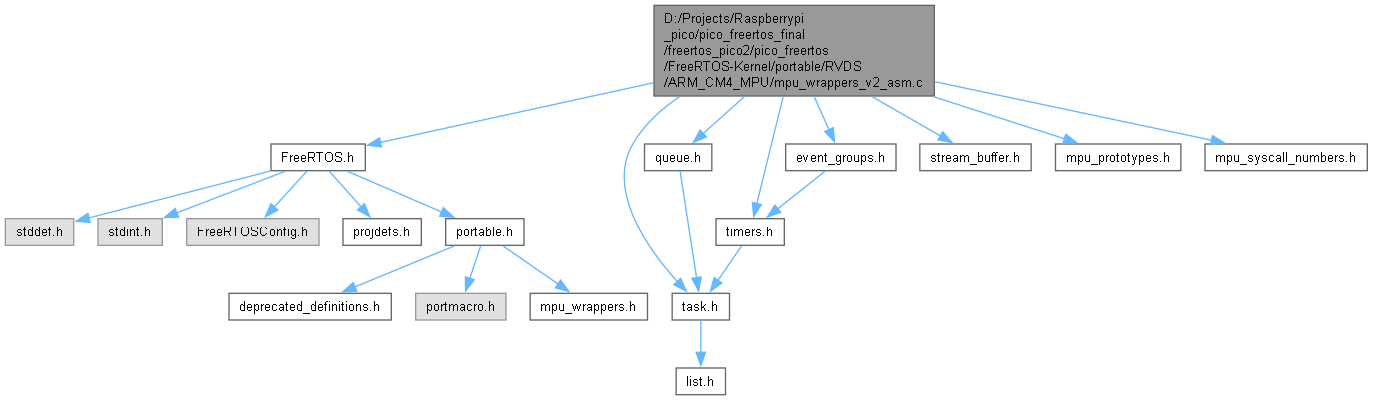 D:/Projects/Raspberrypi
_pico/pico_freertos_final
/freertos_pico2/pico_freertos
/FreeRTOS-Kernel/portable/RVDS
/ARM_CM4_MPU/mpu_wrappers_v2_asm.c
FreeRTOS.h
queue.h
event_groups.h
stream_buffer.h
mpu_prototypes.h
mpu_syscall_numbers.h
stddef.h
stdint.h
FreeRTOSConfig.h
projdefs.h
portable.h
timers.h
deprecated_definitions.h
portmacro.h
mpu_wrappers.h
task.h
list.h